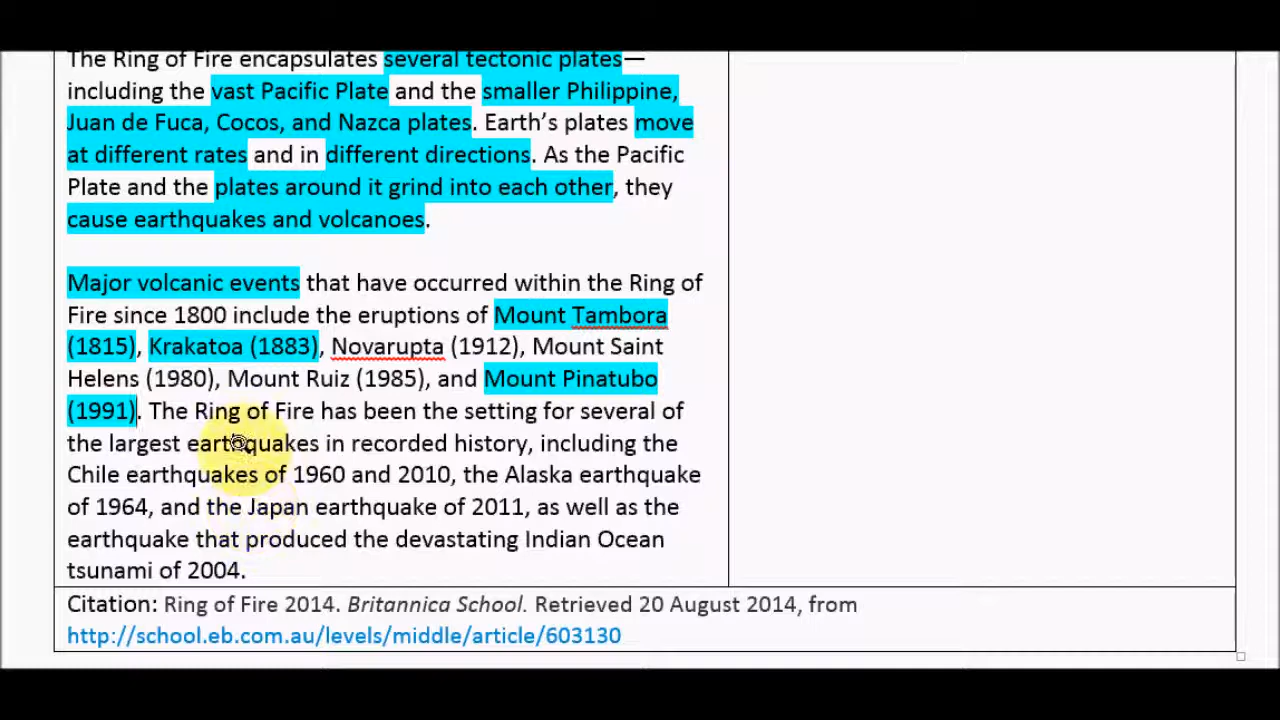 The Ring of Fire encapsulates several tectonic plates—
including the vast Pacific Plate and the smaller Philippine,
Juan de Fuca, Cocos, and Nazca plates. Earth’s plates move
at different rates and in different directions. As the Pacific
Plate and the plates around it grind into each other, they
cause earthquakes and volcanoes.
Major volcanic events that have occurred within the Ring of
Fire since 1800 include the eruptions of Mount Tambora
(1815), Krakatoa (1883), Novarupta (1912), Mount Saint
Helens (1980), Mount Ruiz (1985), and Mount Pinatubo
(1991). The Ring of Fire has been the setting for several of
the largest earthquakes in recorded history, including the
Chile earthquakes of 1960 and 2010, the Alaska earthquake
of 1964, and the Japan earthquake of 2011, as well as the
earthquake that produced the devastating Indian Ocean
tsunami of 2004.
Citation: Ring of Fire 2014. Britannica School. Retrieved 20 August 2014, from
http://school.eb.com.au/levels/middle/article/603130